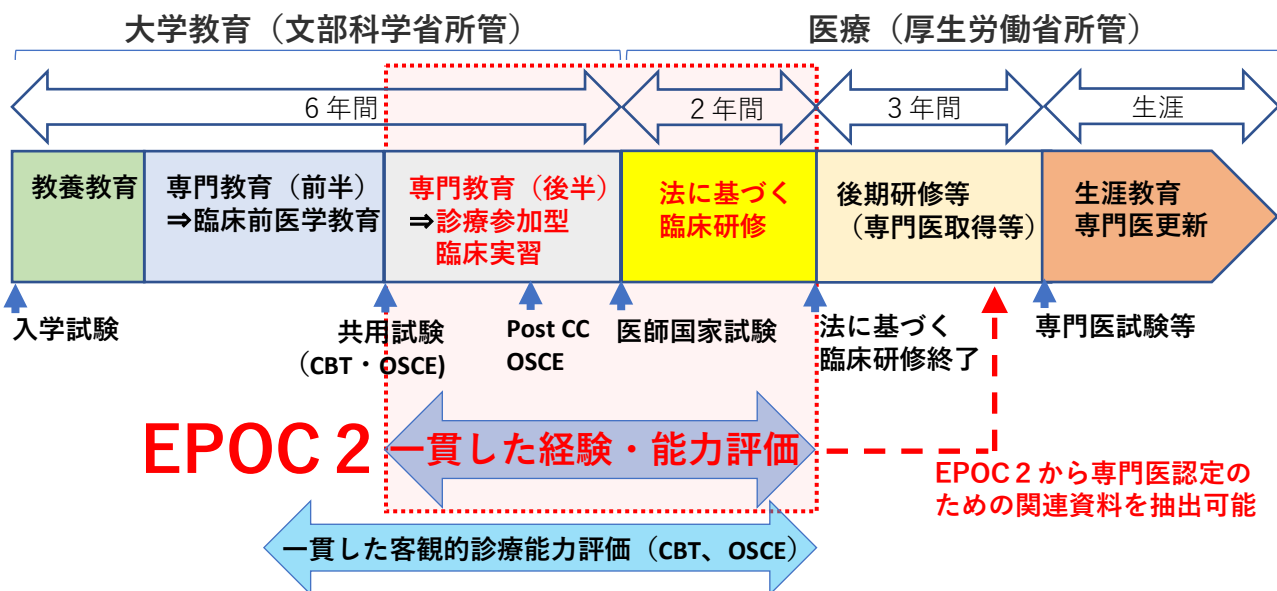 大学教育（文部科学省所管）
医療（厚生労働省所管）
６年間
２年間
３年間
生涯
教養教育
専門教育（前半）
⇒臨床前医学教育
専門教育（後半）
⇒診療参加型
臨床実習
法に基づく
臨床研修
後期研修等
（専門医取得等）
生涯教育
専門医更新
入学試験
共用試験
（CBT・OSCE)
Post CC
OSCE
医師国家試験
法に基づく
臨床研修終了
専門医試験等
EPOC２
一貫した経験・能力評価
EPOC２から専門医認定の
ための関連資料を抽出可能
一貫した客観的診療能力評価（CBT、OSCE）